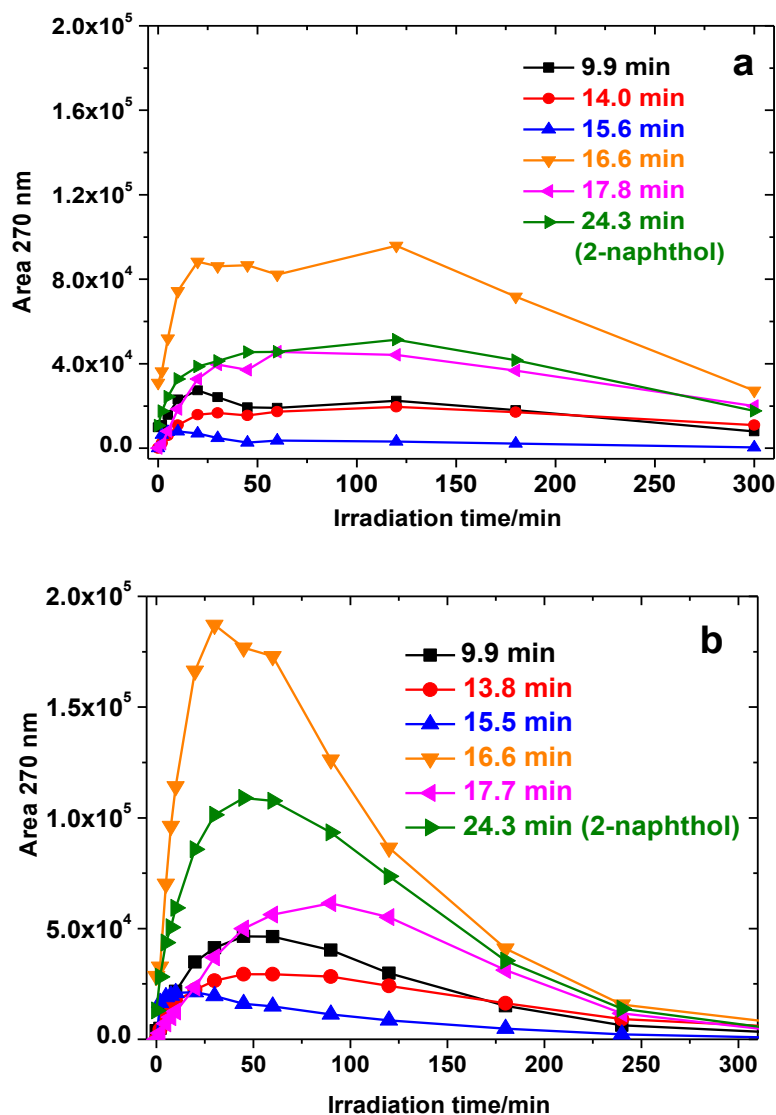 a
2.0x10⁵
1.6x10⁵
1.2x10⁵
8.0x10⁴
4.0x10⁴
0.0
Area 270 nm
9.9 min
14.0 min
15.6 min
16.6 min
17.8 min
24.3 min
(2-naphthol)
0 50 100 150 200 250 300
Irradiation time/min
b
2.0x10⁵
1.5x10⁵
1.0x10⁵
5.0x10⁴
0.0
Area 270 nm
9.9 min
13.8 min
15.5 min
16.6 min
17.7 min
24.3 min (2-naphthol)
0 50 100 150 200 250 300
Irradiation time/min